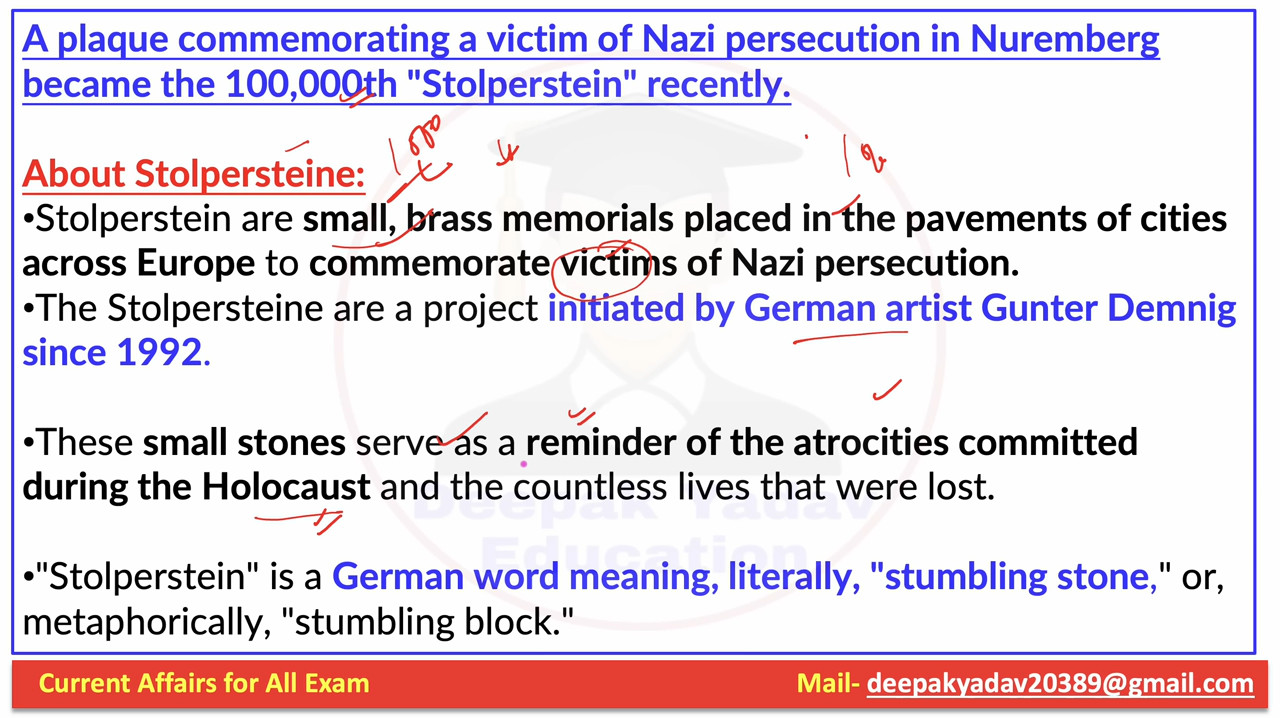 A plaque commemorating a victim of Nazi persecution in Nuremberg
became the 100,000th "Stolperstein" recently.
About Stolpersteine:
•Stolperstein are small, brass memorials placed in the pavements of cities
across Europe to commemorate victims of Nazi persecution.
•The Stolpersteine are a project initiated by German artist Gunter Demnig
since 1992.
•These small stones serve as a reminder of the atrocities committed
during the Holocaust and the countless lives that were lost.
Deepak Yadav
Education
•"Stolperstein" is a German word meaning, literally, "stumbling stone," or,
metaphorically, "stumbling block."
Current Affairs for All Exam
Mail- deepakyadav20389@gmail.com